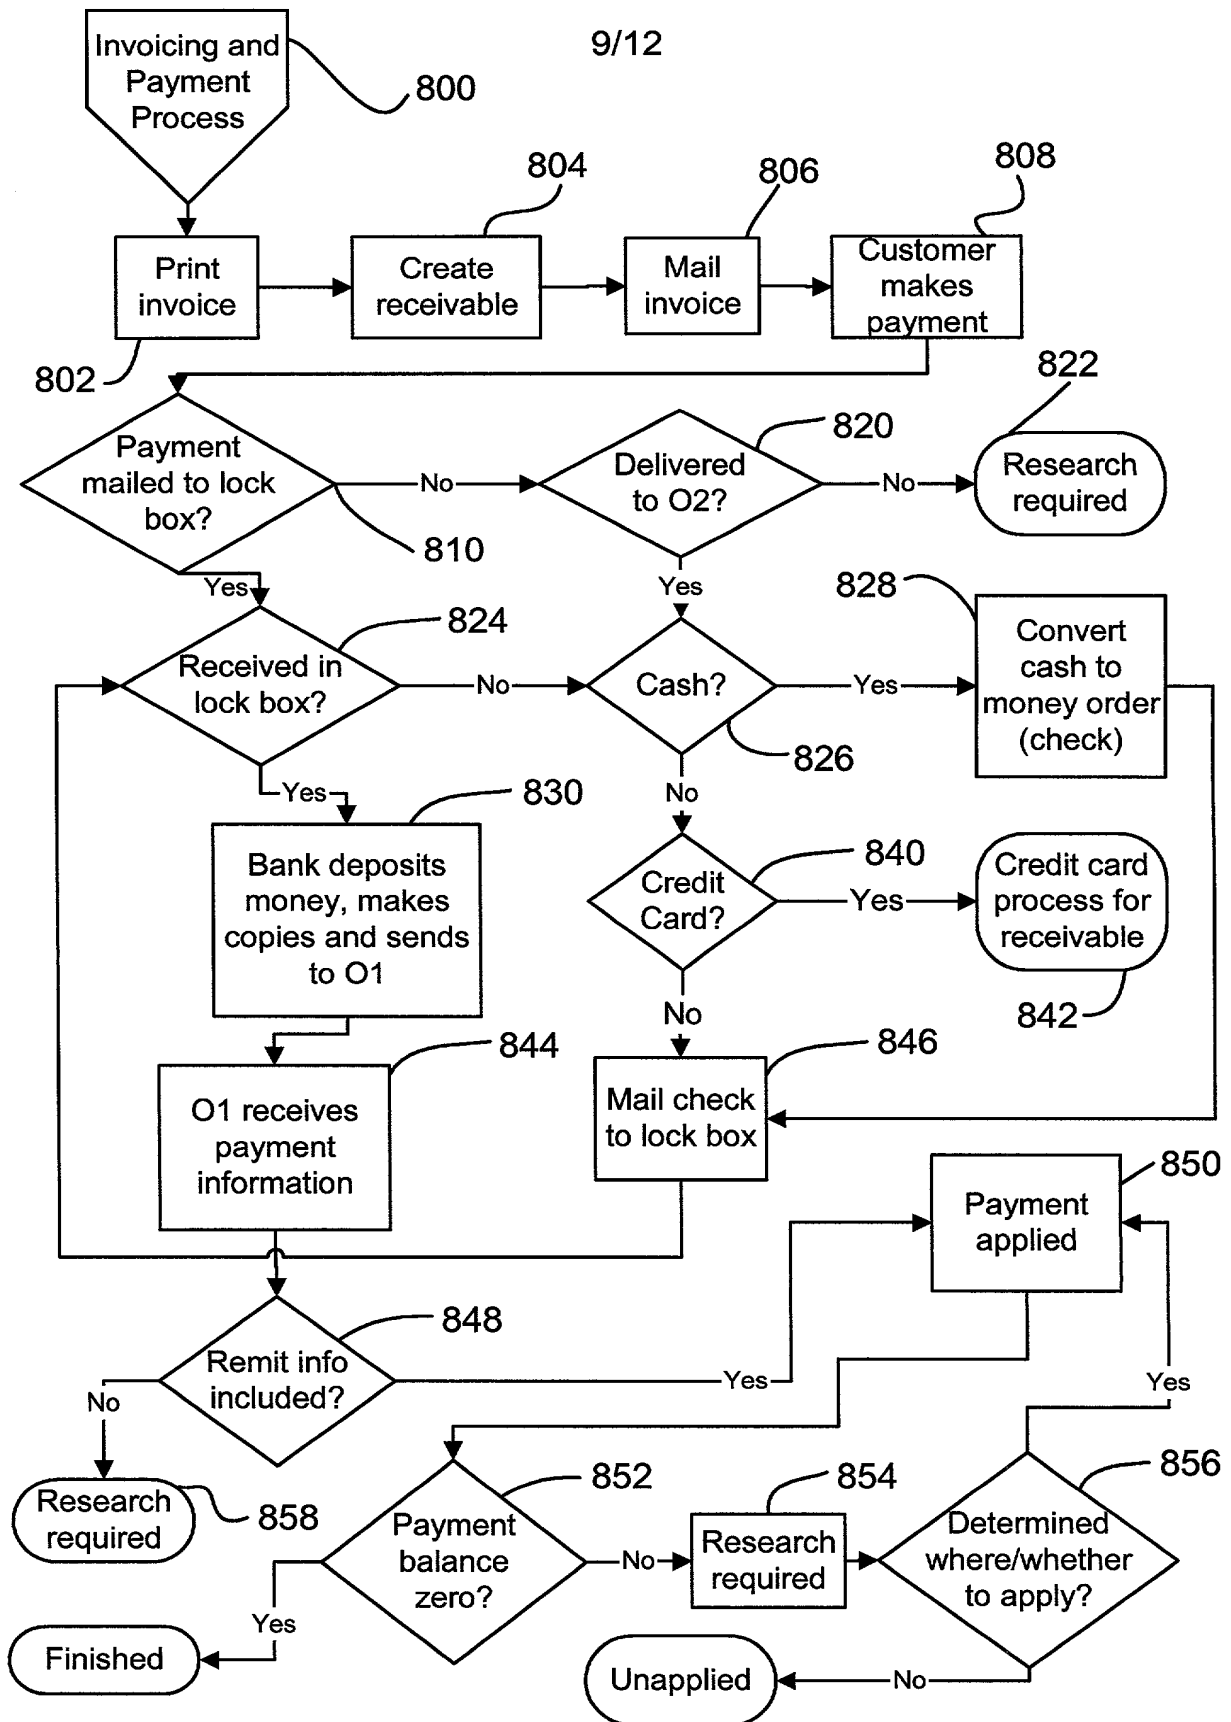 Invoicing and
Payment
Process
9/12
800
804
806
808
Print
invoice
Create
receivable
Mail
invoice
Customer
makes
payment
802
822
820
Payment
mailed to lock
box?
No
Delivered
to O2?
No
Research
required
810
Yes
Yes
828
824
Received in
lock box?
No
Cash?
Yes
Convert
cash to
money order
(check)
826
Yes
No
830
Bank deposits
money, makes
copies and sends
to O1
840
Credit
Card?
Yes
Credit card
process for
receivable
842
No
844
846
O1 receives
payment
information
Mail check
to lock box
850
Payment
applied
848
Remit info
included?
Yes
Yes
No
852
854
856
Research
required
858
Payment
balance
zero?
No
Research
required
Determined
where/whether
to apply?
Yes
Finished
Unapplied
No